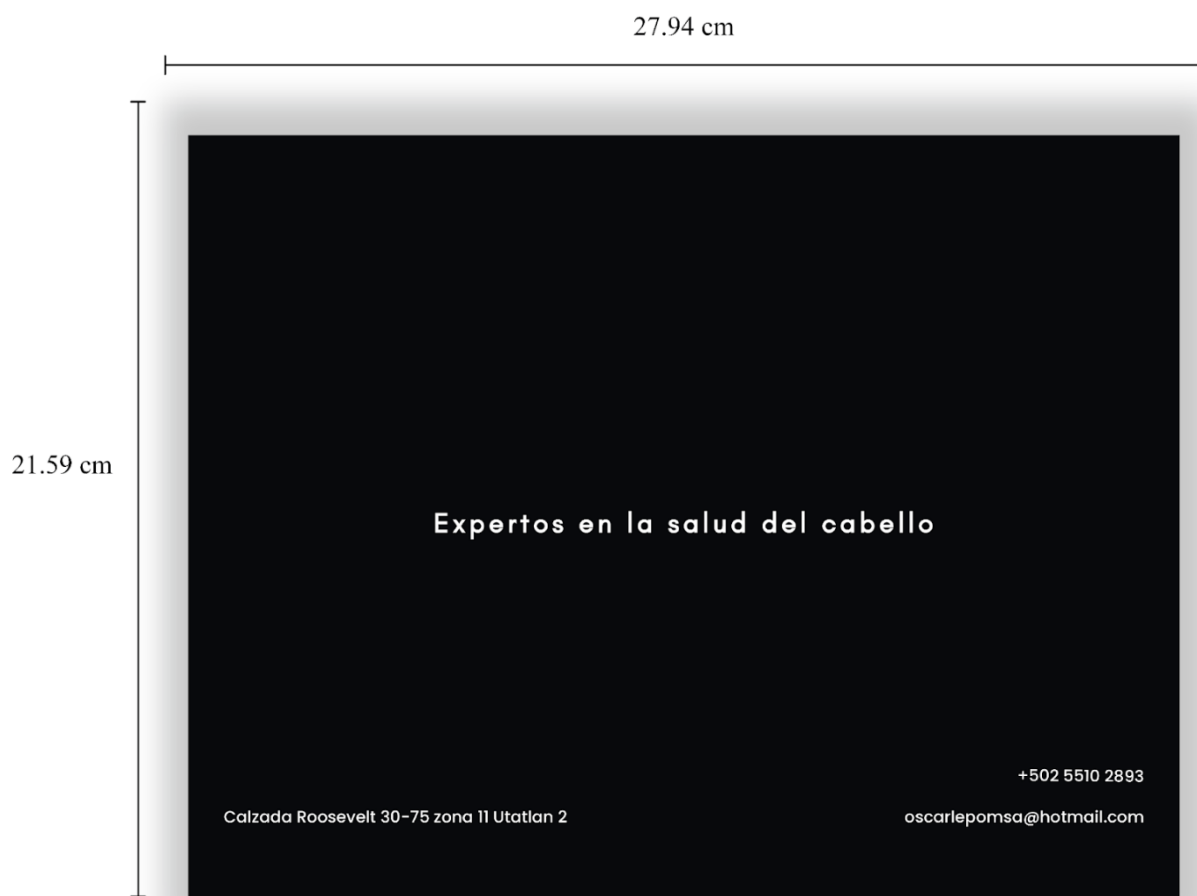 27.94 cm
21.59 cm
Expertos en la salud del cabello
+502 5510 2893
Calzada Roosevelt 30-75 zona 11 Utatlan 2
oscarlepomsa@hotmail.com